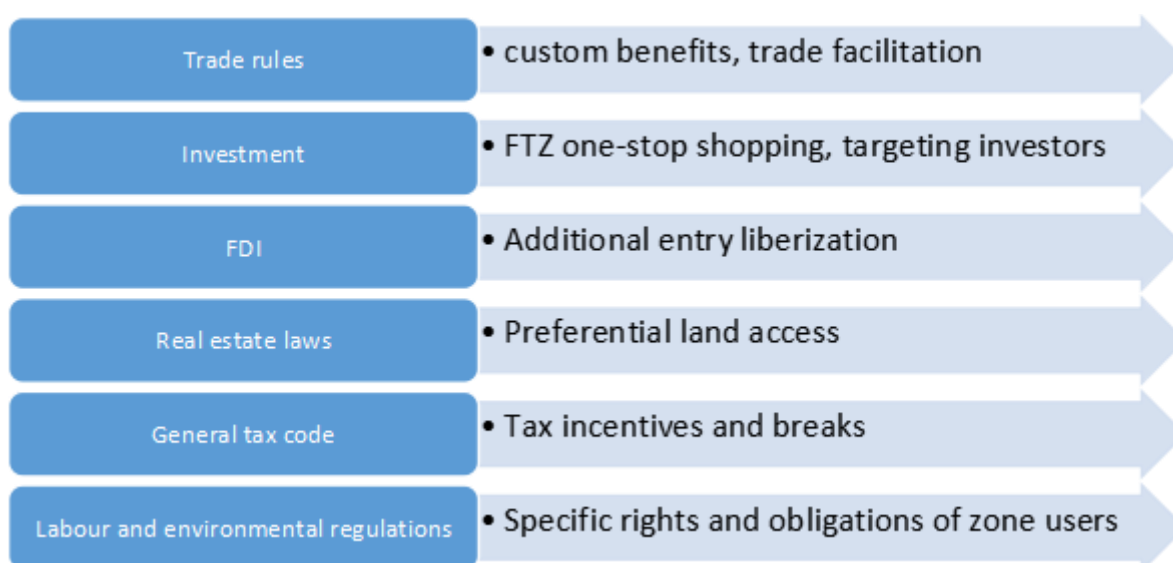 Trade rules
• custom benefits, trade facilitation
Investment
• FTZ one-stop shopping, targeting investors
FDI
• Additional entry liberization
Real estate laws
• Preferential land access
General tax code
• Tax incentives and breaks
Labour and environmental regulations
• Specific rights and obligations of zone users